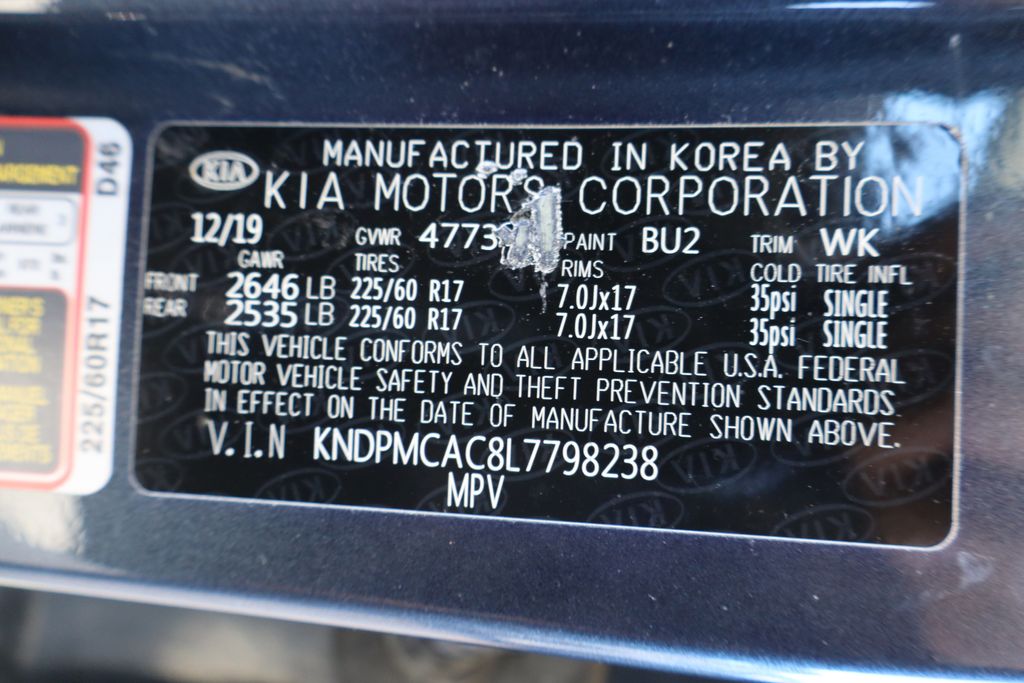 MANUFACTURED IN KOREA BY
KIA KIA MOTORS CORPORATION
12/19 GVWR 4773 PAINT BU2 TRIM WK
GAWR TIRES RIMS COLD TIRE INFL
FRONT 2646 LB 225/60 R17 7.0Jx17 35psi SINGLE
REAR 2535 LB 225/60 R17 7.0Jx17 35psi SINGLE
THIS VEHICLE CONFORMS TO ALL APPLICABLE U.S.A. FEDERAL
MOTOR VEHICLE SAFETY AND THEFT PREVENTION STANDARDS
IN EFFECT ON THE DATE OF MANUFACTURE SHOWN ABOVE.
V.I.N KNDPMCAC8L7798238
MPV
225/60R17 D46